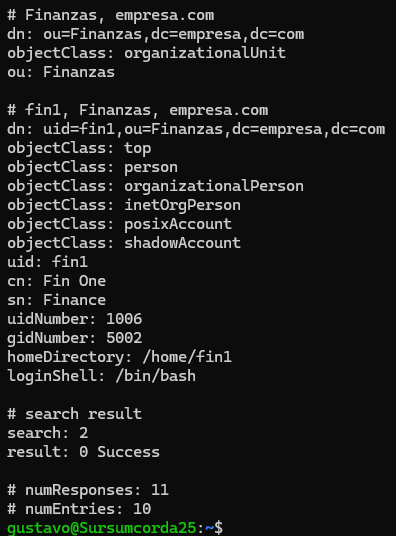 # Finanzas, empresa.com
dn: ou=Finanzas,dc=empresa,dc=com
objectClass: organizationalUnit
ou: Finanzas
# fin1, Finanzas, empresa.com
dn: uid=fin1,ou=Finanzas,dc=empresa,dc=com
objectClass: top
objectClass: person
objectClass: organizationalPerson
objectClass: inetOrgPerson
objectClass: posixAccount
objectClass: shadowAccount
uid: fin1
cn: Fin One
sn: Finance
uidNumber: 1006
gidNumber: 5002
homeDirectory: /home/fin1
loginShell: /bin/bash
# search result
search: 2
result: 0 Success
# numResponses: 11
# numEntries: 10
gustavo@Sursumcorda25:~$